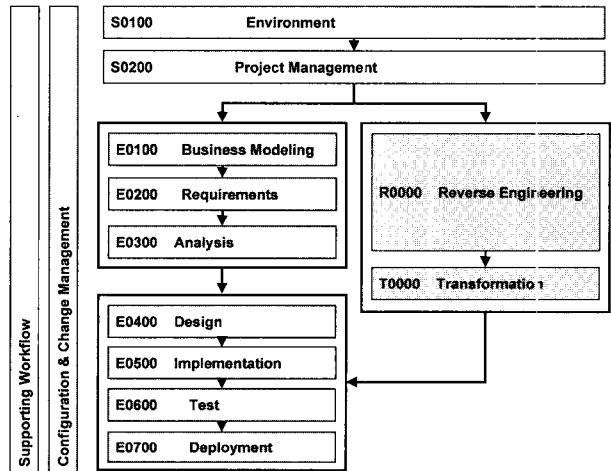 S0100 Environment
S0200 Project Management
E0100 Business Modeling
E0200 Requirements
E0300 Analysis
R0000 Reverse Engineering
T0000 Transformation
E0400 Design
E0500 Implementation
E0600 Test
E0700 Deployment
Supporting Workflow
Configuration & Change Management